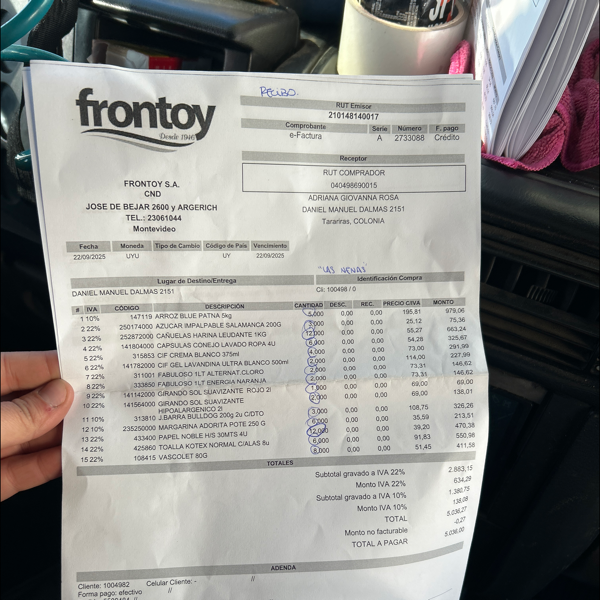 RECIBO
frontoy
Desde 1946
RUT Emisor
210148140017
Comprobante Serie Número F. pago
e-Factura A 2733088 Crédito
Receptor
RUT COMPRADOR
040498690015
ADRIANA GIOVANNA ROSA
DANIEL MANUEL DALMAS 2151
Tarariras, COLONIA
FRONTOY S.A.
CND
JOSE DE BEJAR 2600 y ARGERICH
TEL.: 23061044
Montevideo
Fecha Moneda Tipo de Cambio Código de País Vencimiento
22/09/2025 UYU UY 22/09/2025
"LAS NENAS"
Lugar de Destino/Entrega Identificación Compra
DANIEL MANUEL DALMAS 2151 Cli: 100498 / 0
# IVA CÓDIGO DESCRIPCIÓN CANTIDAD DESC. REC. PRECIO C/IVA MONTO
1 10% 147119 ARROZ BLUE PATNA 5kg 5,000 0,00 0,00 195,81 979,06
2 22% 250174000 AZUCAR IMPALPABLE SALAMANCA 200G 3,000 0,00 0,00 25,12 75,36
3 22% 252872000 CAÑUELAS HARINA LEUDANTE 1KG 12,000 0,00 0,00 55,27 663,24
4 22% 141804000 CAPSULAS CONEJO LAVADO ROPA 4U 6,000 0,00 0,00 54,28 325,67
5 22% 315853 CIF CREMA BLANCO 375ml 4,000 0,00 0,00 73,00 291,99
6 22% 141782000 CIF GEL LAVANDINA ULTRA BLANCO 500ml 2,000 0,00 0,00 114,00 227,99
7 22% 311001 FABULOSO 1LT ALTERNAT.CLORO 2,000 0,00 0,00 73,31 146,62
8 22% 333850 FABULOSO 1LT ENERGIA NARANJA 2,000 0,00 0,00 73,31 146,62
9 22% 141142000 GIRANDO SOL SUAVIZANTE ROJO 2l 1,000 0,00 0,00 69,00 69,00
10 22% 141564000 GIRANDO SOL SUAVIZANTE 2,000 0,00 0,00 69,00 138,01
HIPOALARGENICO 2l
11 10% 313810 J.BARRA BULLDOG 200g 2u C/DTO 3,000 0,00 0,00 108,75 326,26
12 10% 235250000 MARGARINA ADORITA POTE 250 G 6,000 0,00 0,00 35,59 213,51
13 22% 433400 PAPEL NOBLE H/S 30MTS 4U 12,000 0,00 0,00 39,20 470,38
14 22% 425860 TOALLA KOTEX NORMAL C/ALAS 8u 6,000 0,00 0,00 91,83 550,98
15 22% 108415 VASCOLET 80G 8,000 0,00 0,00 51,45 411,58
TOTALES
Subtotal gravado a IVA 22% 2.883,15
Monto IVA 22% 634,29
Subtotal gravado a IVA 10% 1.380,75
Monto IVA 10% 138,08
TOTAL 5.036,27
Monto no facturable -0,27
TOTAL A PAGAR 5.036,00
ADENDA
Cliente: 1004982 Celular Cliente: - //
Forma pago: efectivo //